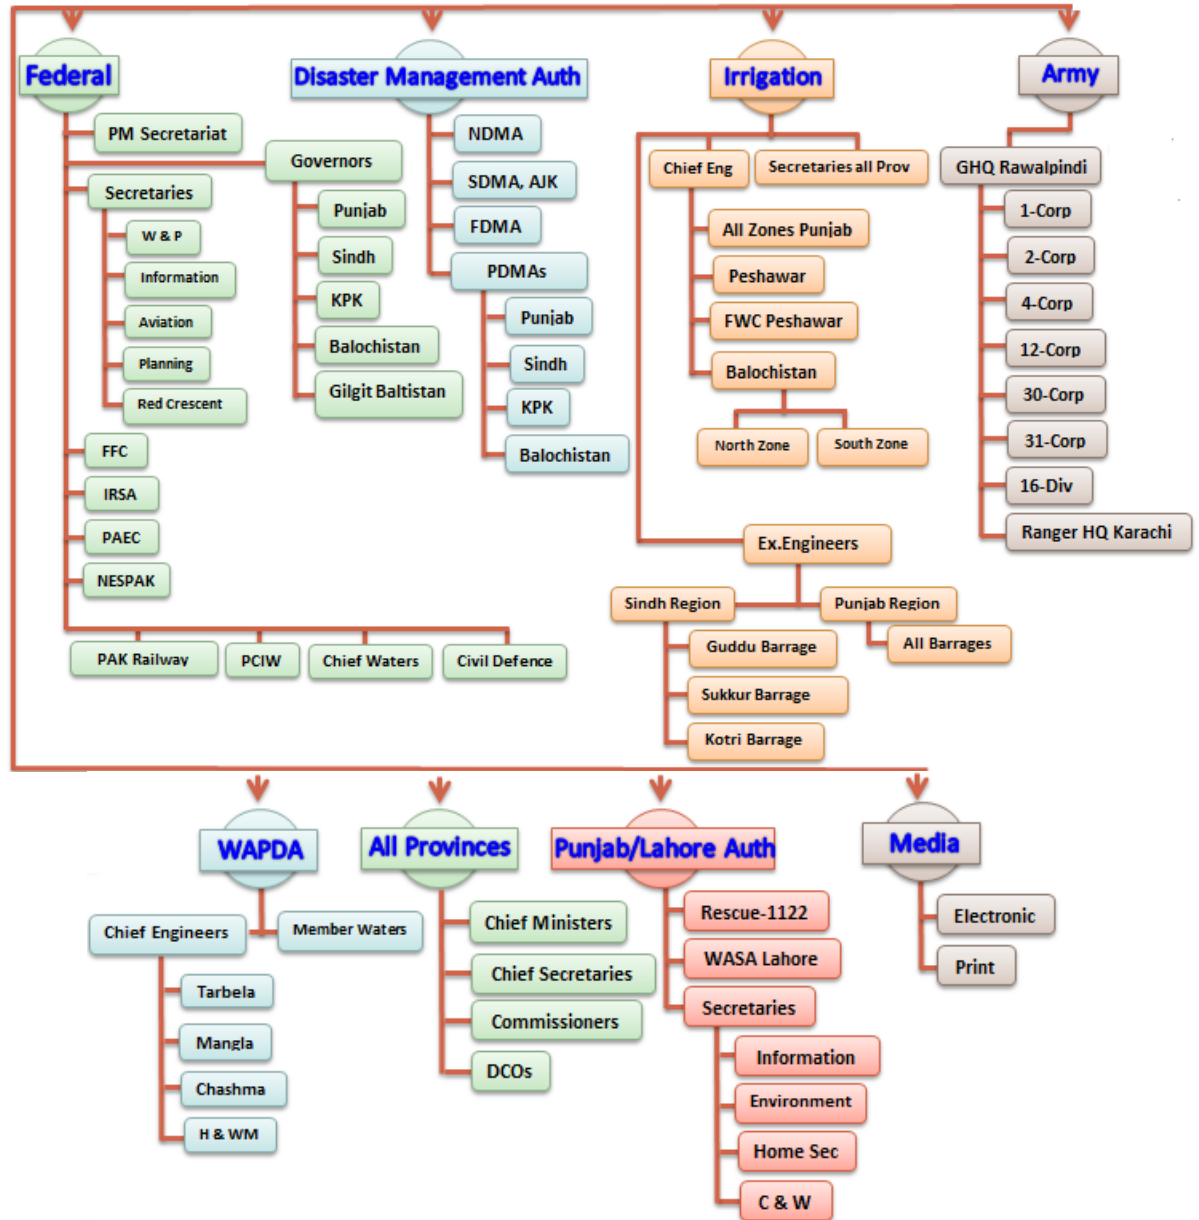 Federal
PM Secretariat
Governors
Punjab
Sindh
KPK
Balochistan
Gilgit Baltistan
Secretaries
W & P
Information
Aviation
Planning
Red Crescent
FFC
IRSA
PAEC
NESPAK
PAK Railway
PCIW
Chief Waters
Civil Defence
Disaster Management Auth
NDMA
SDMA, AJK
FDMA
PDMAs
Punjab
Sindh
KPK
Balochistan
Irrigation
Chief Eng
Secretaries all Prov
All Zones Punjab
Peshawar
FWC Peshawar
Balochistan
North Zone
South Zone
Ex.Engineers
Sindh Region
Punjab Region
Guddu Barrage
Sukkur Barrage
Kotri Barrage
All Barrages
Army
GHQ Rawalpindi
1-Corp
2-Corp
4-Corp
12-Corp
30-Corp
31-Corp
16-Div
Ranger HQ Karachi
WAPDA
Chief Engineers
Member Waters
Tarbela
Mangla
Chashma
H & WM
All Provinces
Chief Ministers
Chief Secretaries
Commissioners
DCOs
Punjab/Lahore Auth
Rescue-1122
WASA Lahore
Secretaries
Information
Environment
Home Sec
C & W
Media
Electronic
Print